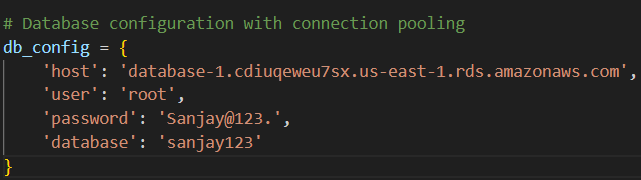 # Database configuration with connection pooling
db_config = {
    'host': 'database-1.cdiuqeweu7sx.us-east-1.rds.amazonaws.com',
    'user': 'root',
    'password': 'Sanjay@123.',
    'database': 'sanjay123'
}